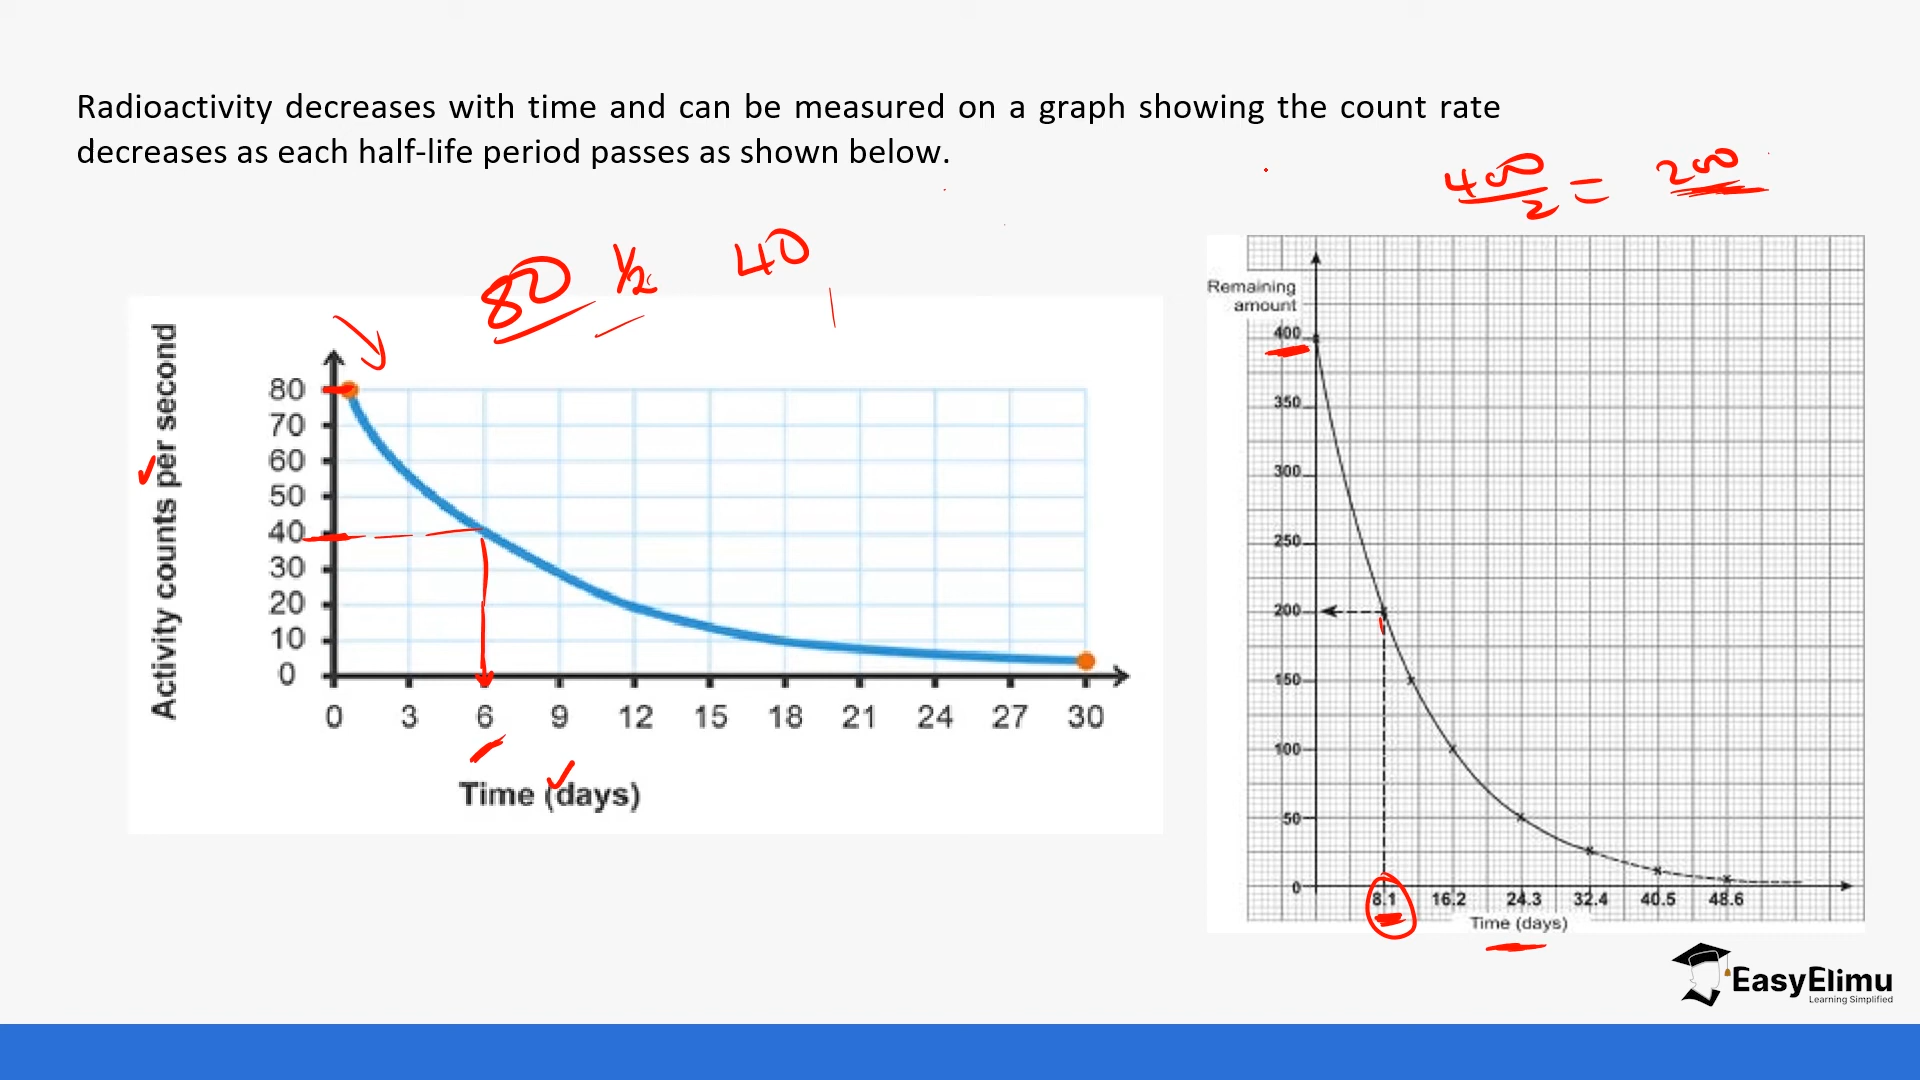 Radioactivity decreases with time and can be measured on a graph showing the count rate
decreases as each half-life period passes as shown below.
400/2 = 200
80 1/2 40
Activity counts per second
80
70
60
50
40
30
20
10
0
0 3 6 9 12 15 18 21 24 27 30
Time (days)
Remaining
amount
400
350
300
250
200
150
100
50
0
8.1 16.2 24.3 32.4 40.5 48.6
Time (days)
EasyElimu
Learning Simplified